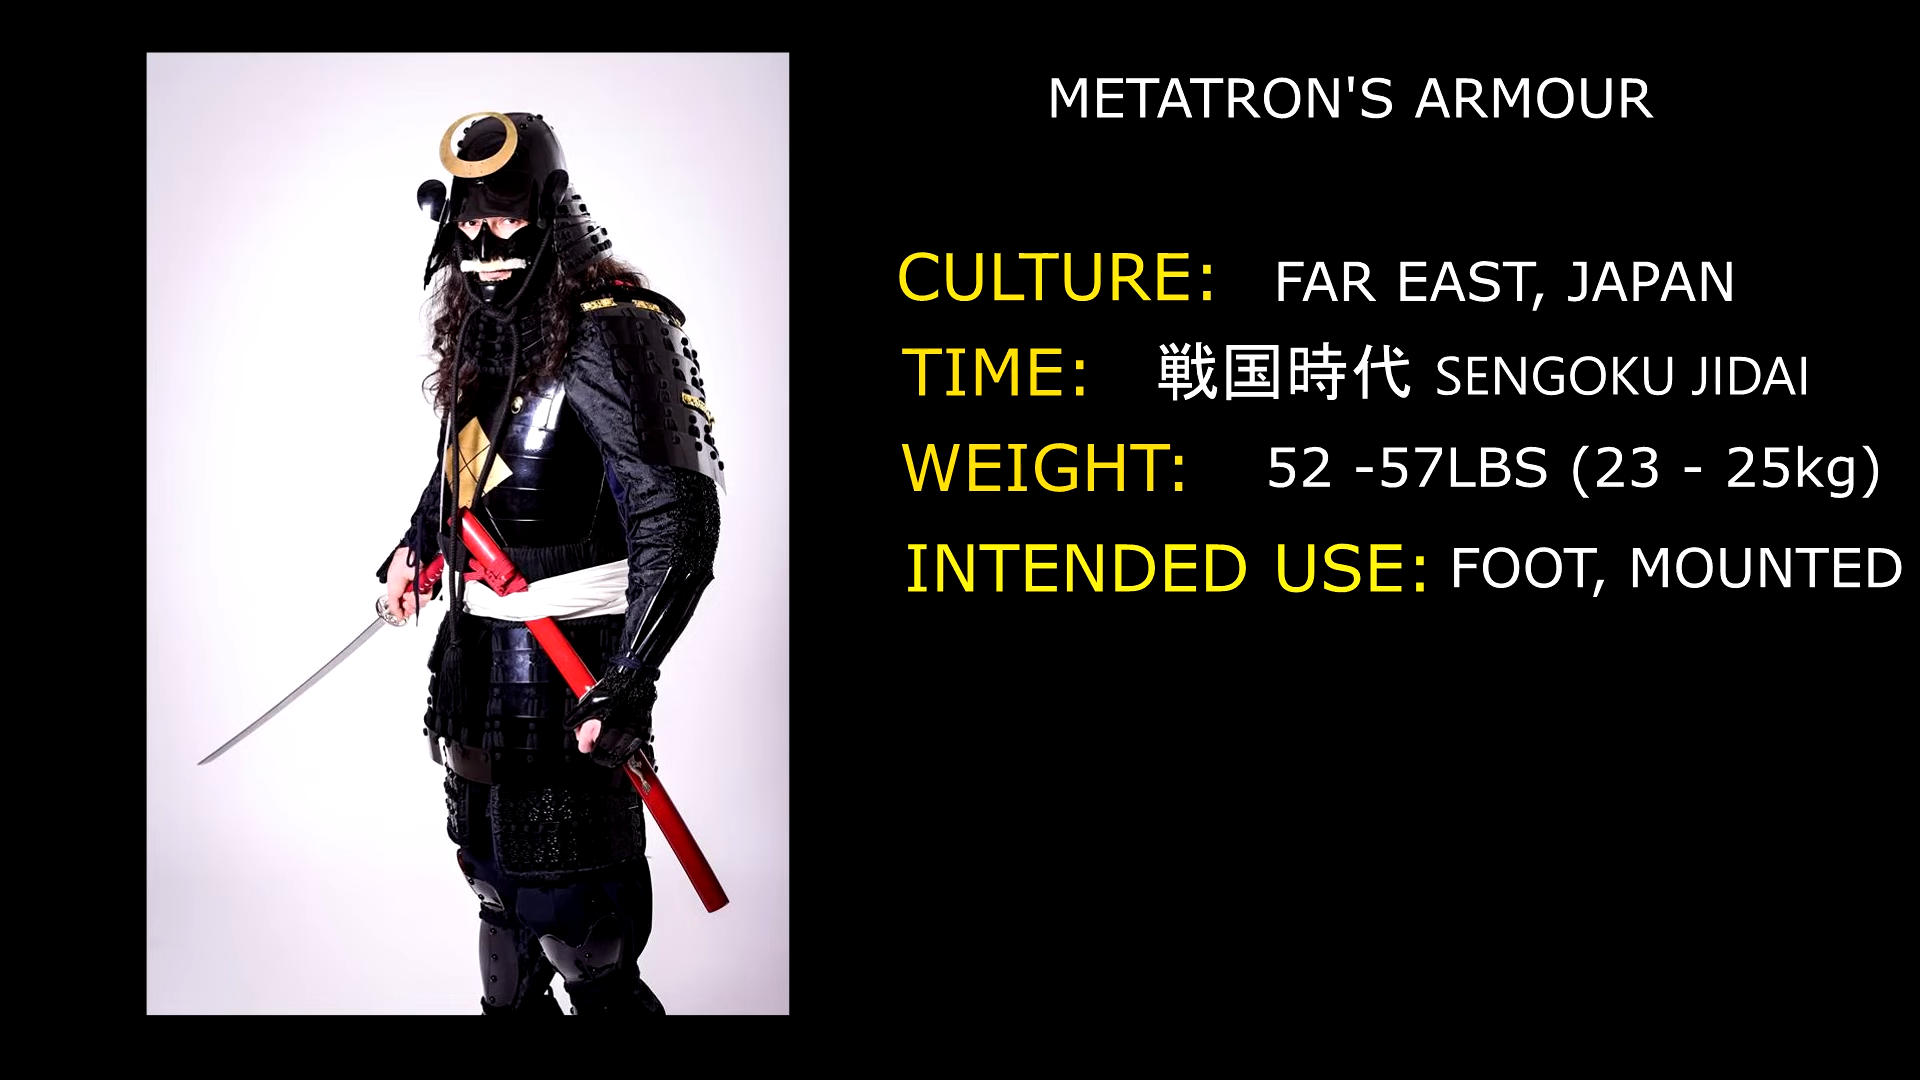 METATRON'S ARMOUR
CULTURE: FAR EAST, JAPAN
TIME: 戦国時代 SENGOKU JIDAI
WEIGHT: 52 -57LBS (23 - 25kg)
INTENDED USE: FOOT, MOUNTED